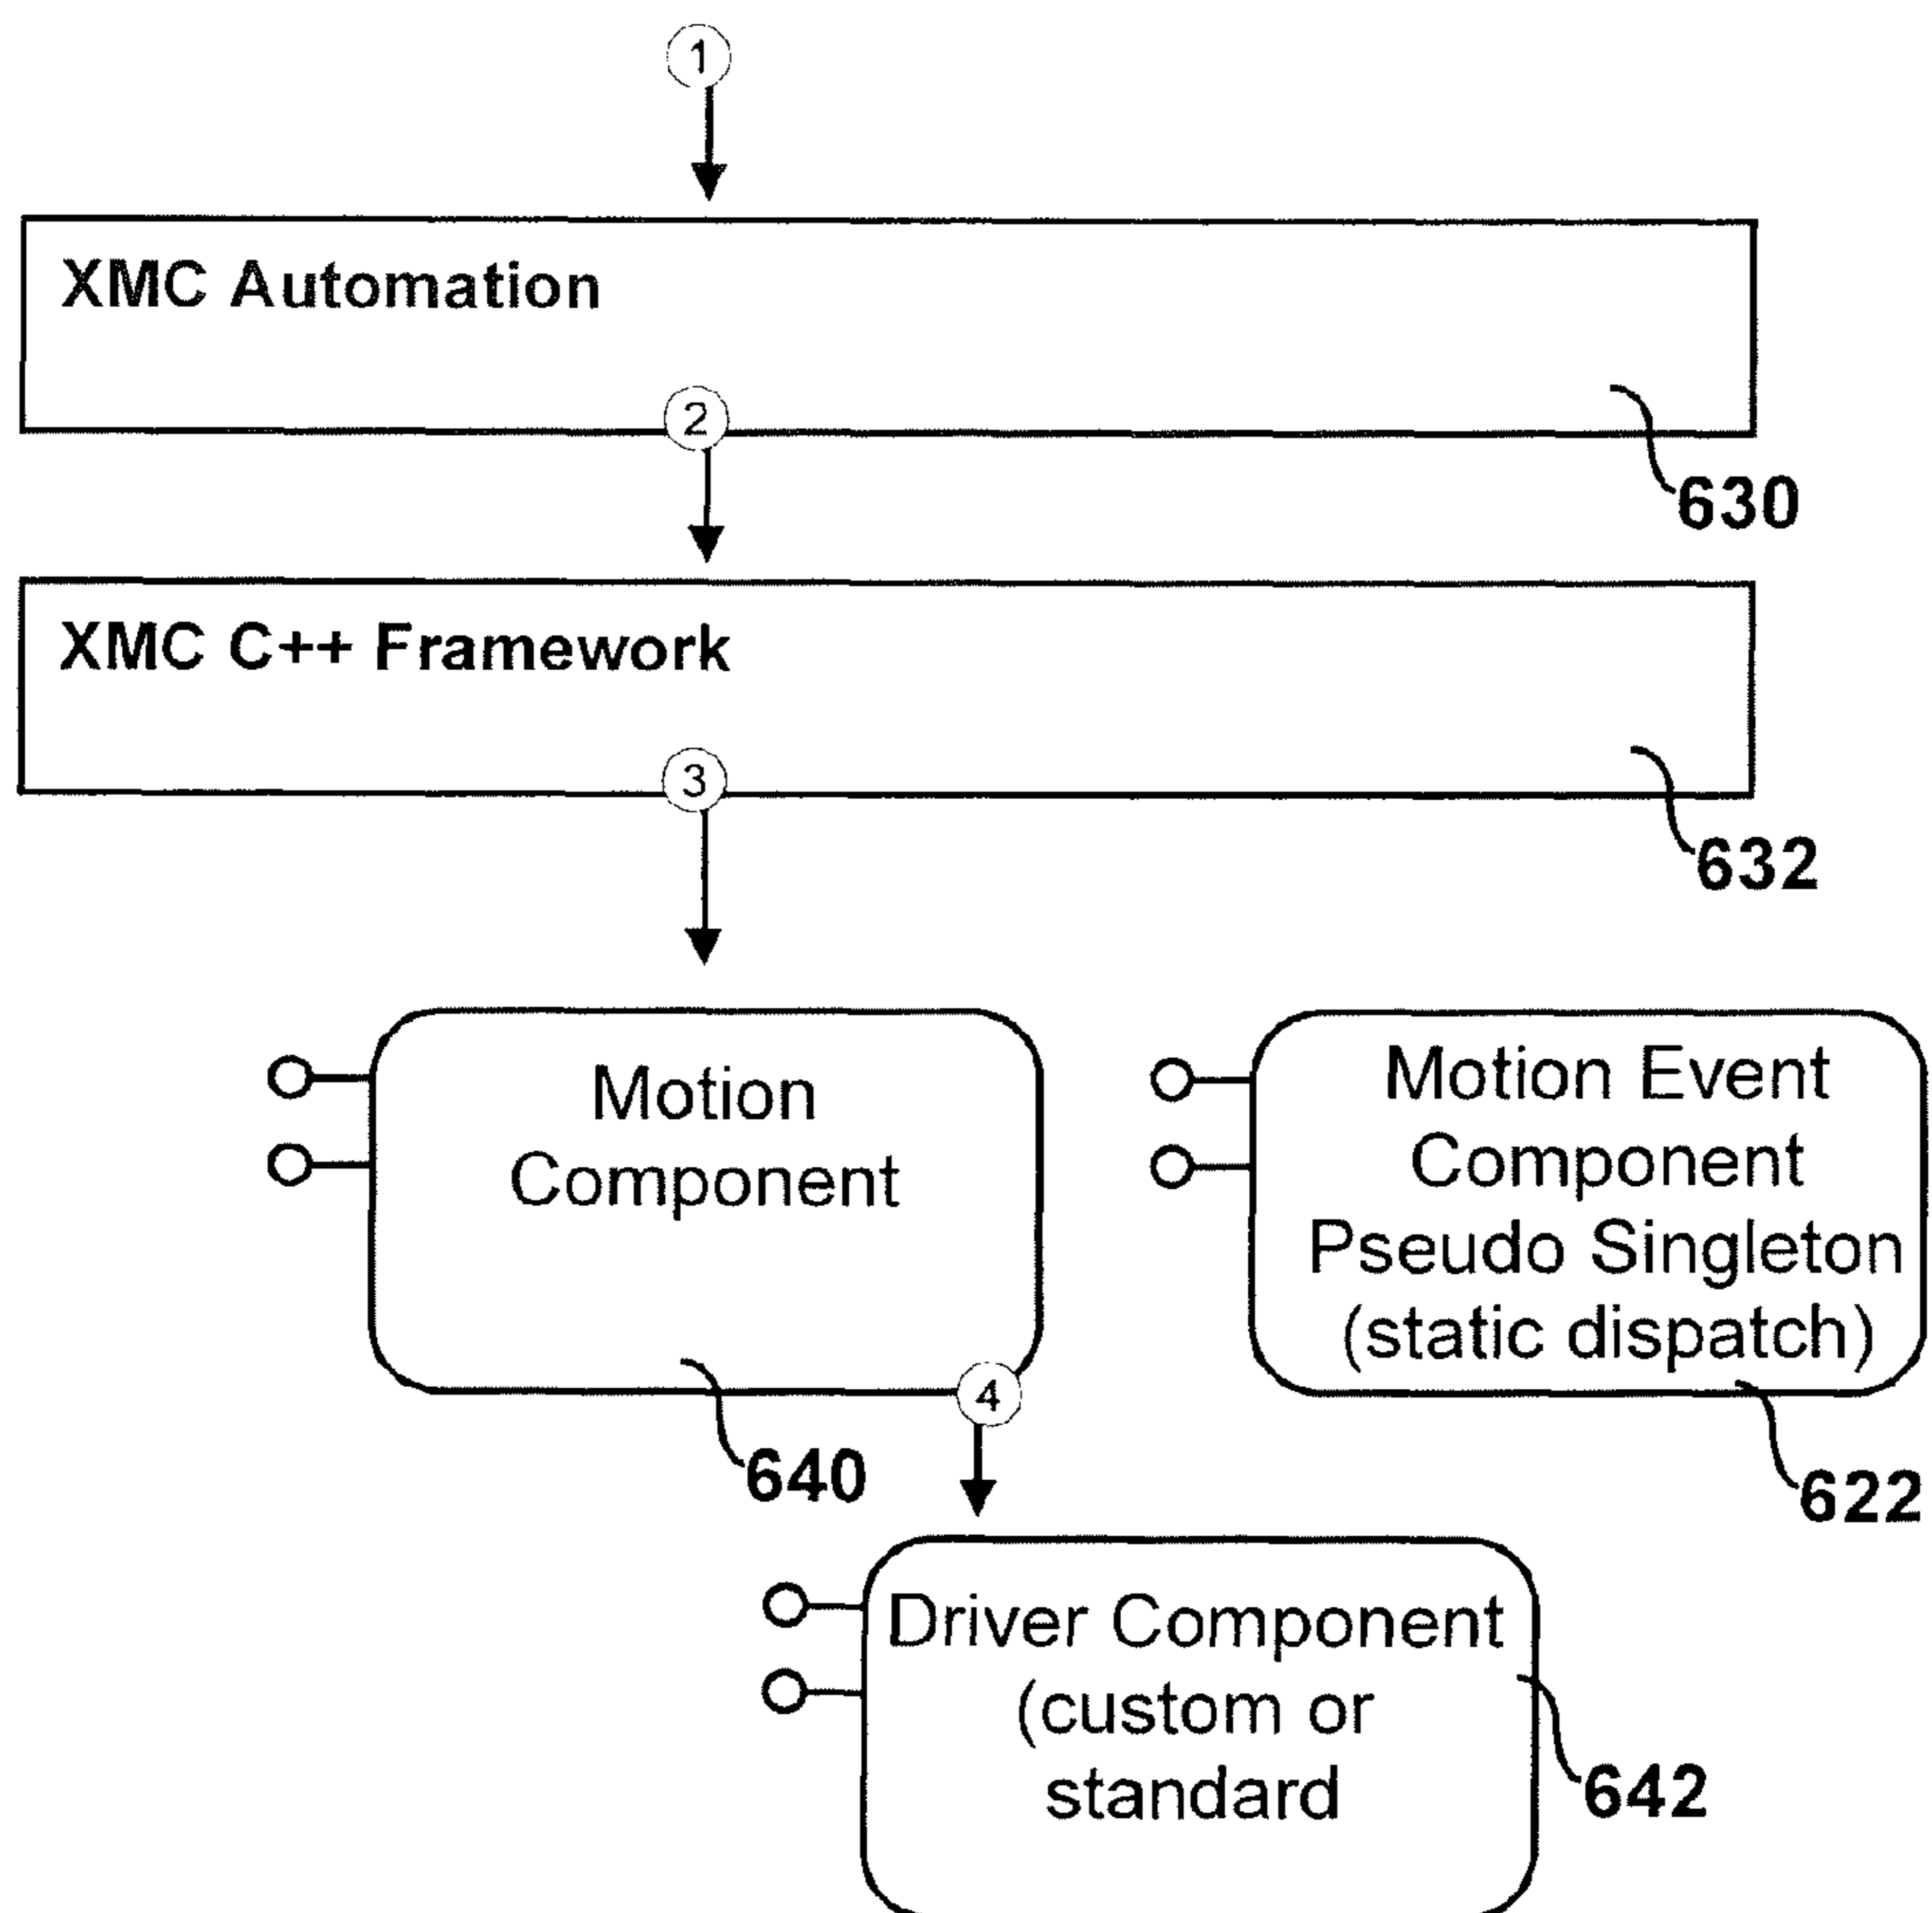 1
XMC Automation
2
630
XMC C++ Framework
3
632
Motion
Component
640
4
Motion Event
Component
Pseudo Singleton
(static dispatch)
622
Driver Component
(custom or
standard
642